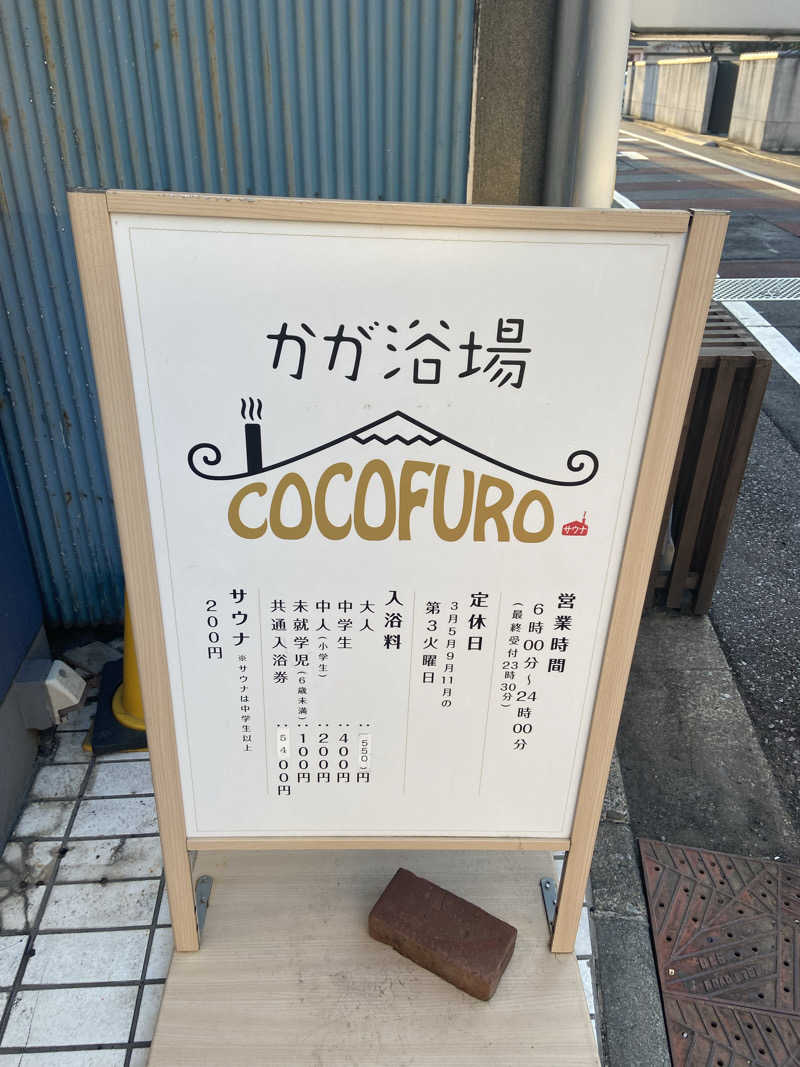 かが浴場
COCOFURO
サウナ
営業時間
6時00分〜24時00分
(最終受付23時30分)
定休日
3月5月9月11月の
第3火曜日
入浴料
大人‥550円
中学生‥400円
中人(小学生)‥200円
未就学児(6歳未満)‥100円
共通入浴券‥5400円
サウナ ※サウナは中学生以上
200円